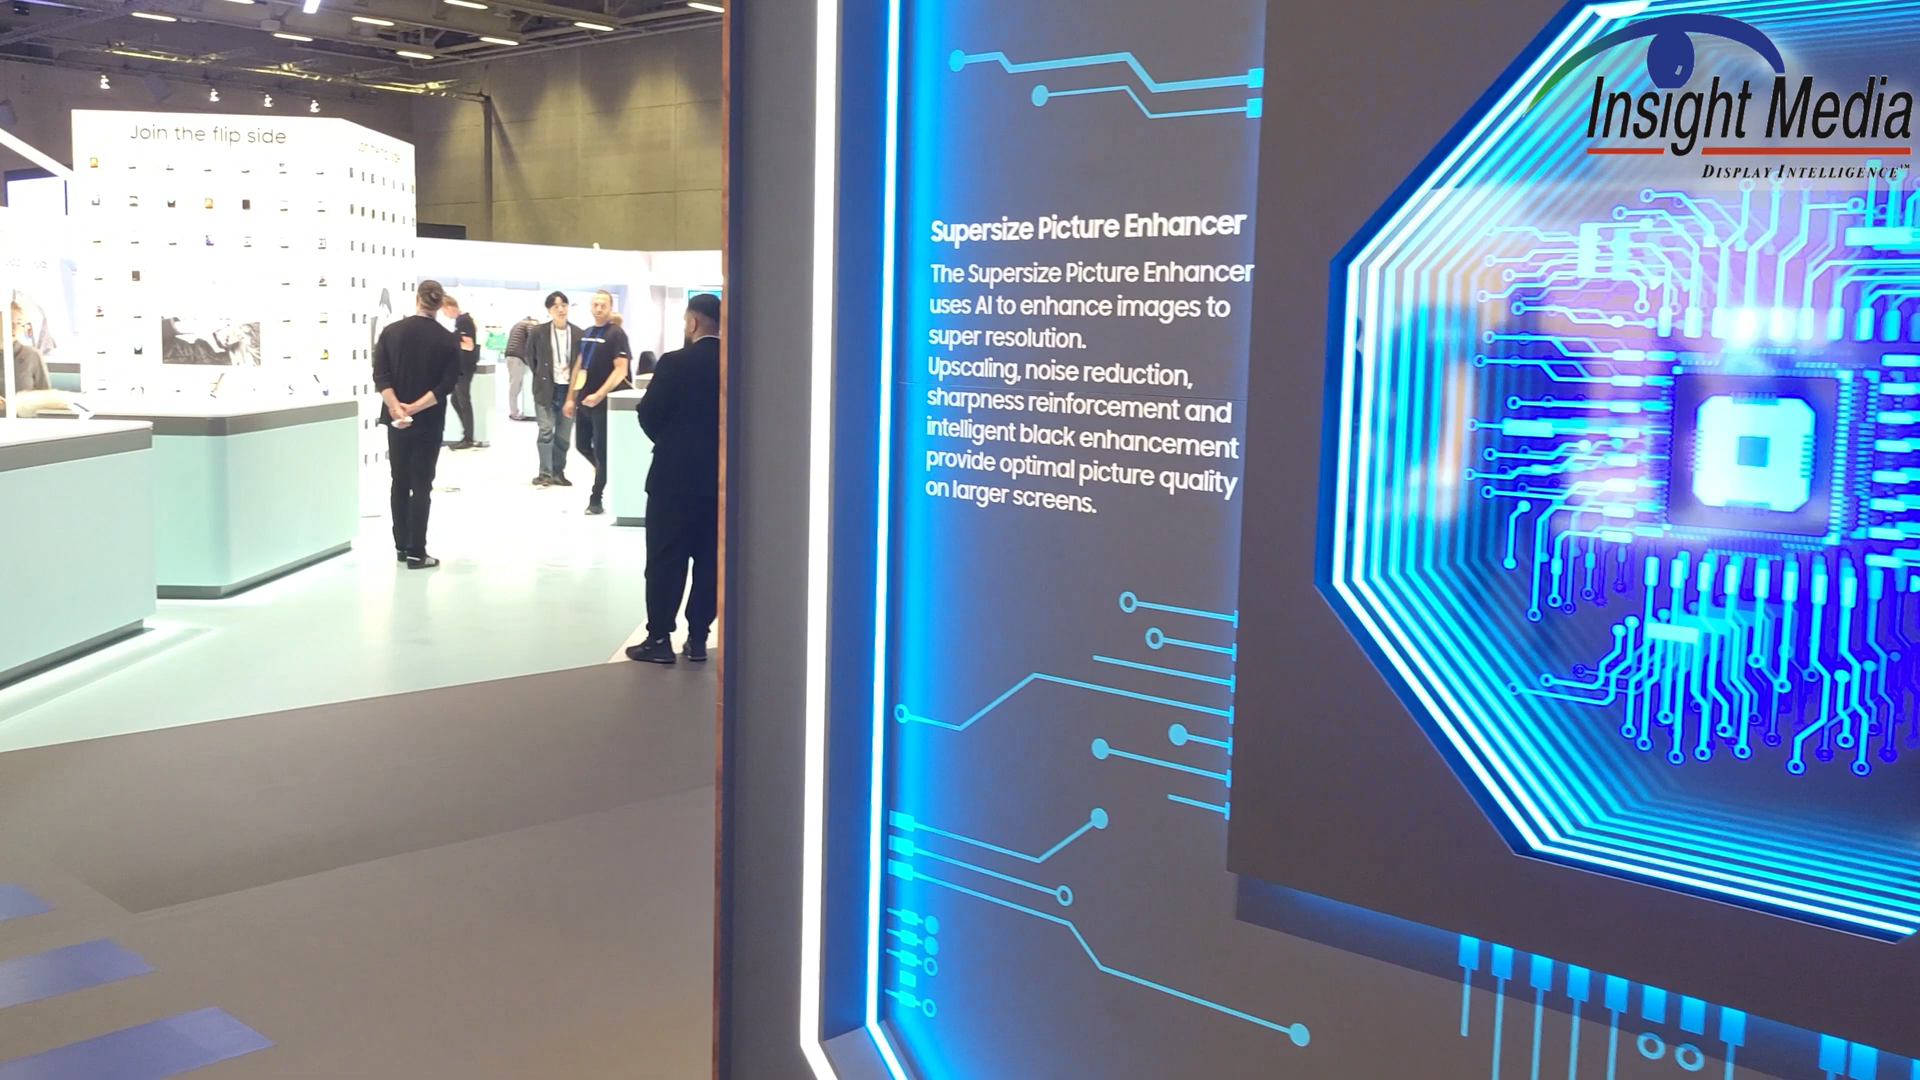 Join the flip side
Insight Media
DISPLAY INTELLIGENCE™
Supersize Picture Enhancer
The Supersize Picture Enhancer
uses AI to enhance images to
super resolution.
Upscaling, noise reduction,
sharpness reinforcement and
intelligent black enhancement
provide optimal picture quality
on larger screens.